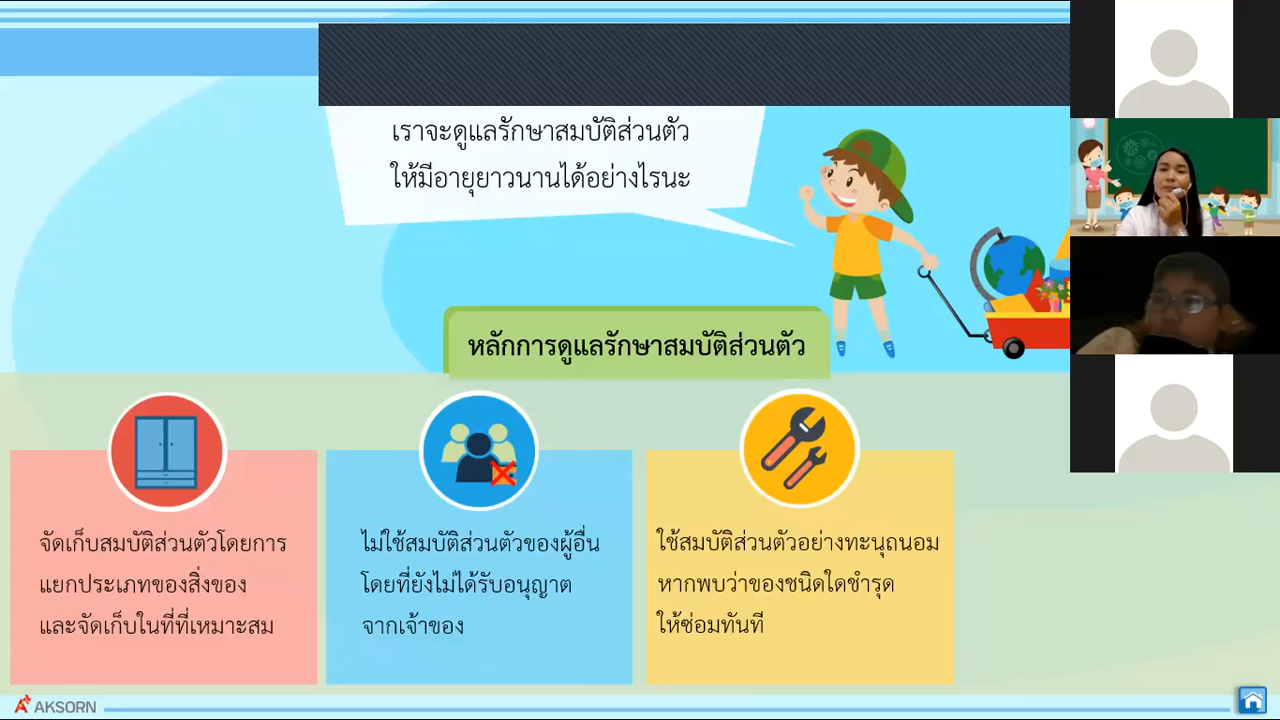 เราจะดูแลรักษาสมบัติส่วนตัว
ให้มีอายุยาวนานได้อย่างไรนะ
หลักการดูแลรักษาสมบัติส่วนตัว
จัดเก็บสมบัติส่วนตัวโดยการ
แยกประเภทของสิ่งของ
และจัดเก็บในที่ที่เหมาะสม
ไม่ใช้สมบัติส่วนตัวของผู้อื่น
โดยที่ยังไม่ได้รับอนุญาต
จากเจ้าของ
ใช้สมบัติส่วนตัวอย่างทะนุถนอม
หากพบว่าของชนิดใดชำรุด
ให้ซ่อมทันที
AKSORN